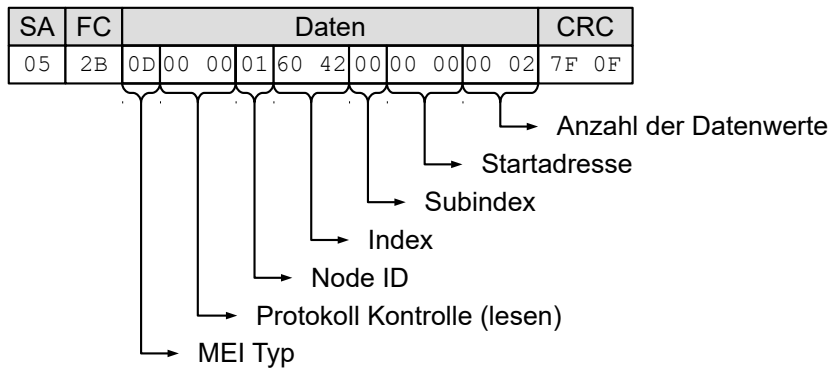 SA FC Daten CRC
05 2B 0D 00 00 01 60 42 00 00 00 00 02 7F 0F
Anzahl der Datenwerte
Startadresse
Subindex
Index
Node ID
Protokoll Kontrolle (lesen)
MEI Typ